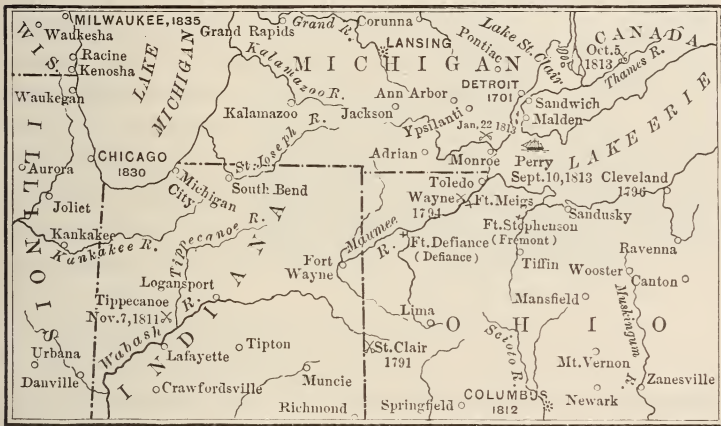 MILWAUKEE, 1835
Waukesha
Racine
Kenosha
WIS.
Waukegan
LAKE
MICHIGAN
Grand Rapids
Grand R.
Corunna
LANSING
Kalamazoo R.
MICHIGAN
Pontiac
Lake St. Clair
CANADA
Oct. 5
1813
Thames R.
DETROIT
1701
Ann Arbor
Kalamazoo
Jackson
Ypsilanti
Sandwich
Malden
Jan, 22 1813
Adrian
Monroe
Perry
Sept. 10, 1813
LAKE ERIE
CHICAGO
1830
Aurora
Joliet
ILLINOIS
St. Joseph R.
Michigan
City
South Bend
Toledo
Wayne
1794
Ft. Meigs
Cleveland
1796
Ft. Stephenson
(Fremont)
Sandusky
Kankakee
Kankakee R.
Tippecanoe R.
INDIANA
Fort
Wayne
Maumee R.
Ft. Defiance
(Defiance)
Tiffin
Ravenna
Wooster
Canton
Logansport
Tippecanoe
Nov. 7, 1811
Wabash R.
Lima
Mansfield
OHIO
Muskingum R.
Urbana
Danville
Lafayette
Tipton
St. Clair
1791
Scioto R.
Mt. Vernon
Crawfordsville
Muncie
Zanesville
Richmond
Springfield
COLUMBUS
1812
Newark